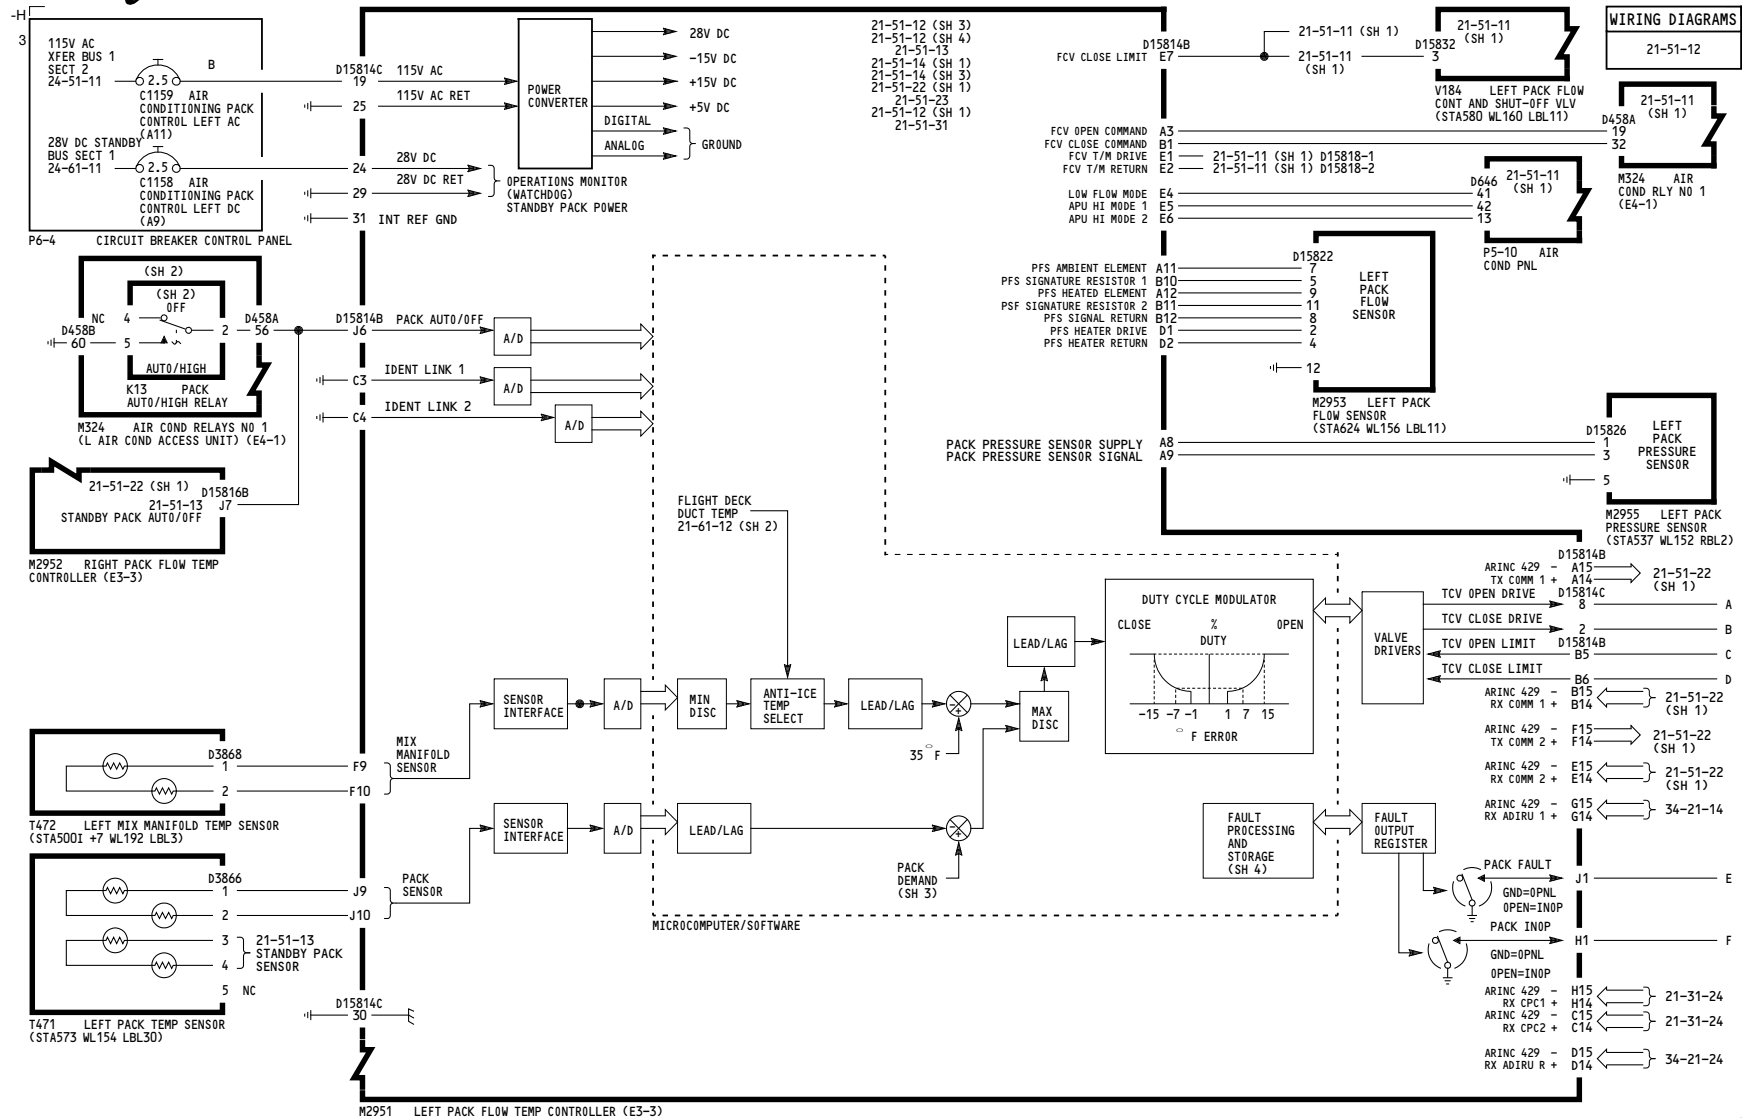 -H
3
115V AC
XFER BUS 1
SECT 2
24-51-11
2.5
B
C1159 AIR
CONDITIONING PACK
CONTROL LEFT AC
(A11)
28V DC STANDBY
BUS SECT 1
24-61-11
2.5
C1158 AIR
CONDITIONING PACK
CONTROL LEFT DC
(A9)
P6-4 CIRCUIT BREAKER CONTROL PANEL
D15814C
19 115V AC
25 115V AC RET
24 28V DC
29 28V DC RET
31 INT REF GND
POWER
CONVERTER
28V DC
-15V DC
+15V DC
+5V DC
DIGITAL
ANALOG
GROUND
OPERATIONS MONITOR
(WATCHDOG)
STANDBY PACK POWER
21-51-12 (SH 3)
21-51-12 (SH 4)
21-51-13
21-51-14 (SH 1)
21-51-14 (SH 3)
21-51-22 (SH 1)
21-51-23
21-51-12 (SH 1)
21-51-31
D15814B
FCV CLOSE LIMIT E7
21-51-11 (SH 1)
21-51-11
(SH 1)
D15832
3
21-51-11
(SH 1)
V184 LEFT PACK FLOW
CONT AND SHUT-OFF VLV
(STA580 WL160 LBL11)
WIRING DIAGRAMS
21-51-12
FCV OPEN COMMAND A3
FCV CLOSE COMMAND B1
FCV T/M DRIVE E1 21-51-11 (SH 1) D15818-1
FCV T/M RETURN E2 21-51-11 (SH 1) D15818-2
D458A
19
32
21-51-11
(SH 1)
M324 AIR
COND RLY NO 1
(E4-1)
LOW FLOW MODE E4
APU HI MODE 1 E5
APU HI MODE 2 E6
D646
41
42
13
21-51-11
(SH 1)
P5-10 AIR
COND PNL
PFS AMBIENT ELEMENT A11
PFS SIGNATURE RESISTOR 1 B10
PFS HEATED ELEMENT A12
PSF SIGNATURE RESISTOR 2 B11
PFS SIGNAL RETURN B12
PFS HEATER DRIVE D1
PFS HEATER RETURN D2
D15822
7
5
9
11
8
2
4
12
LEFT
PACK
FLOW
SENSOR
M2953 LEFT PACK
FLOW SENSOR
(STA624 WL156 LBL11)
PACK PRESSURE SENSOR SUPPLY A8
PACK PRESSURE SENSOR SIGNAL A9
D15826
1
3
5
LEFT
PACK
PRESSURE
SENSOR
M2955 LEFT PACK
PRESSURE SENSOR
(STA537 WL152 RBL2)
(SH 2)
(SH 2)
OFF
NC 4
D458B
60 5
2
D458A
56
AUTO/HIGH
K13 PACK
AUTO/HIGH RELAY
M324 AIR COND RELAYS NO 1
(L AIR COND ACCESS UNIT) (E4-1)
D15814B
J6 PACK AUTO/OFF
C3 IDENT LINK 1
C4 IDENT LINK 2
A/D
A/D
A/D
21-51-22 (SH 1)
D15816B
21-51-13 J7
STANDBY PACK AUTO/OFF
M2952 RIGHT PACK FLOW TEMP
CONTROLLER (E3-3)
FLIGHT DECK
DUCT TEMP
21-61-12 (SH 2)
SENSOR
INTERFACE
A/D
MIN
DISC
ANTI-ICE
TEMP
SELECT
LEAD/LAG
- +
35 °F
MAX
DISC
LEAD/LAG
DUTY CYCLE MODULATOR
CLOSE % OPEN
DUTY
-15 -7 -1 1 7 15
° F ERROR
VALVE
DRIVERS
D3868
1
2
T472 LEFT MIX MANIFOLD TEMP SENSOR
(STA500I +7 WL192 LBL3)
F9
F10
MIX
MANIFOLD
SENSOR
D3866
1
2
3
4
5 NC
21-51-13
STANDBY PACK
SENSOR
T471 LEFT PACK TEMP SENSOR
(STA573 WL154 LBL30)
J9
J10
PACK
SENSOR
SENSOR
INTERFACE
A/D
LEAD/LAG
- +
PACK
DEMAND
(SH 3)
MICROCOMPUTER/SOFTWARE
FAULT
PROCESSING
AND
STORAGE
(SH 4)
FAULT
OUTPUT
REGISTER
D15814C
30
M2951 LEFT PACK FLOW TEMP CONTROLLER (E3-3)
D15814B
ARINC 429 - A15
TX COMM 1 + A14
21-51-22
(SH 1)
D15814C
TCV OPEN DRIVE 8 A
TCV CLOSE DRIVE 2 B
D15814B
TCV OPEN LIMIT B5 C
TCV CLOSE LIMIT B6 D
ARINC 429 - B15
RX COMM 1 + B14
21-51-22
(SH 1)
ARINC 429 - F15
TX COMM 2 + F14
21-51-22
(SH 1)
ARINC 429 - E15
RX COMM 2 + E14
21-51-22
(SH 1)
ARINC 429 - G15
RX ADIRU 1 + G14
34-21-14
PACK FAULT J1 E
GND=OPNL
OPEN=INOP
PACK INOP H1 F
GND=OPNL
OPEN=INOP
ARINC 429 - H15
RX CPC1 + H14
21-31-24
ARINC 429 - C15
RX CPC2 + C14
21-31-24
ARINC 429 - D15
RX ADIRU R + D14
34-21-24